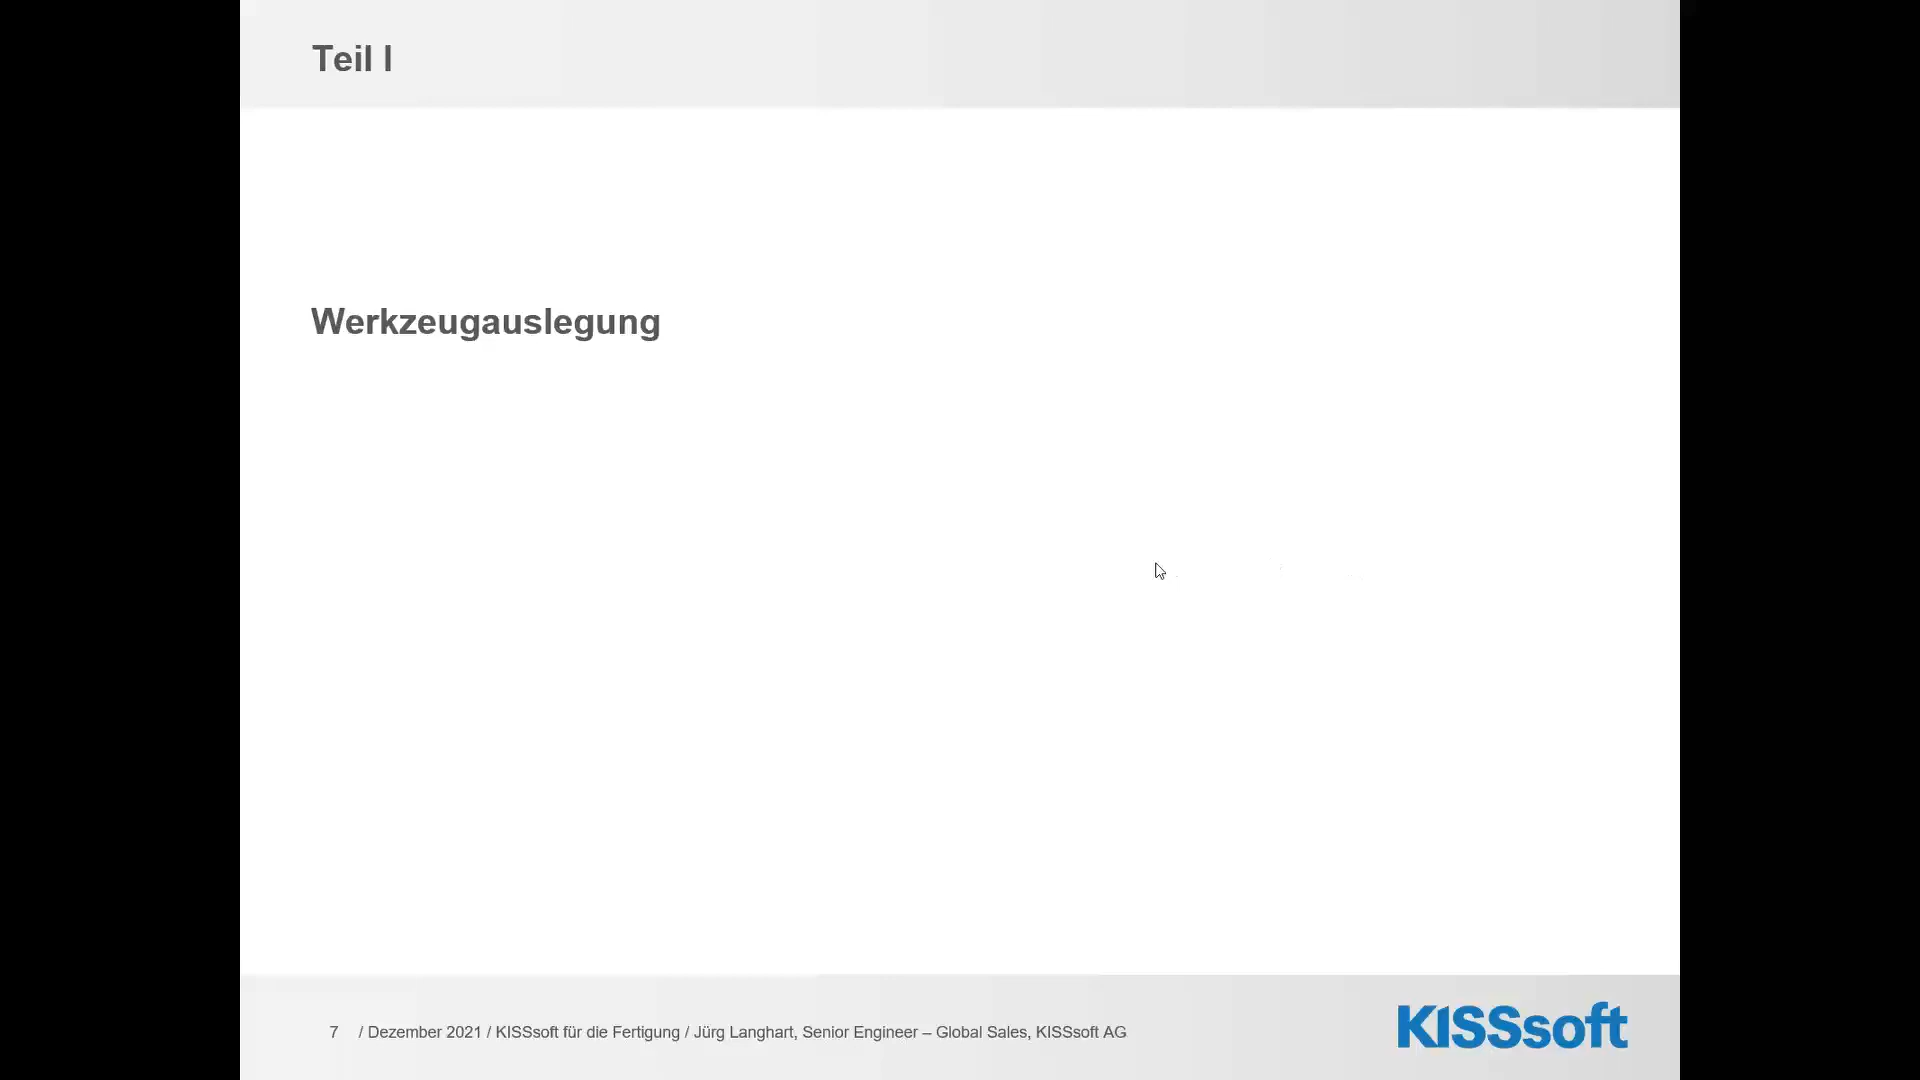 Teil I
Werkzeugauslegung
7 / Dezember 2021 / KISSsoft für die Fertigung / Jürg Langhart, Senior Engineer – Global Sales, KISSsoft AG
KISSsoft